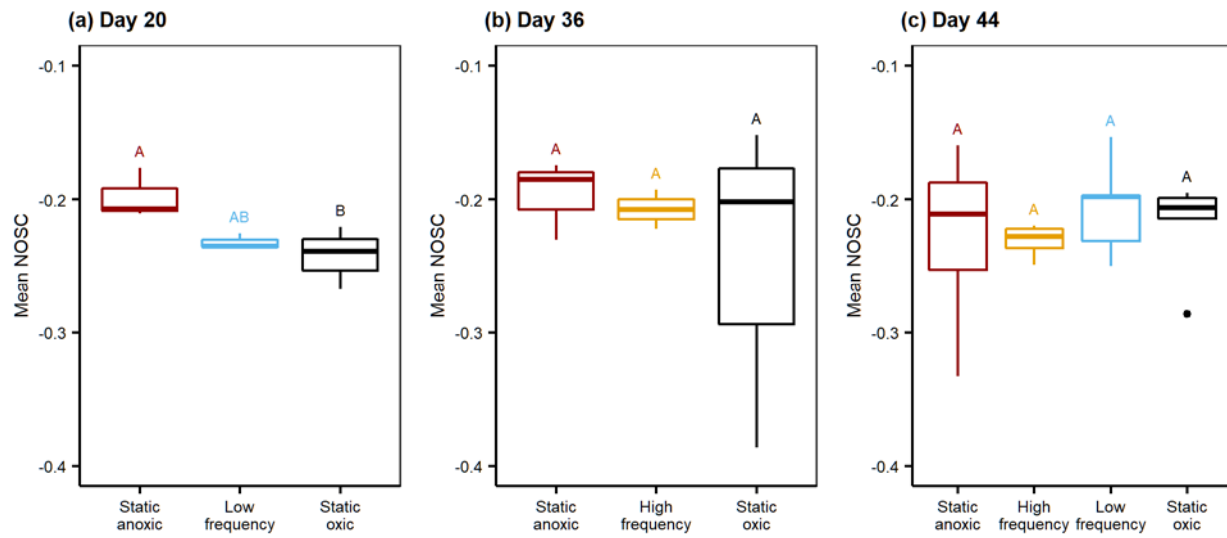 (a) Day 20
Mean NOSC
-0.1
-0.2
-0.3
-0.4
A
AB
B
Static
anoxic
Low
frequency
Static
oxic
(b) Day 36
Mean NOSC
-0.1
-0.2
-0.3
-0.4
A
A
A
Static
anoxic
High
frequency
Static
oxic
(c) Day 44
Mean NOSC
-0.1
-0.2
-0.3
-0.4
A
A
A
A
Static
anoxic
High
frequency
Low
frequency
Static
oxic